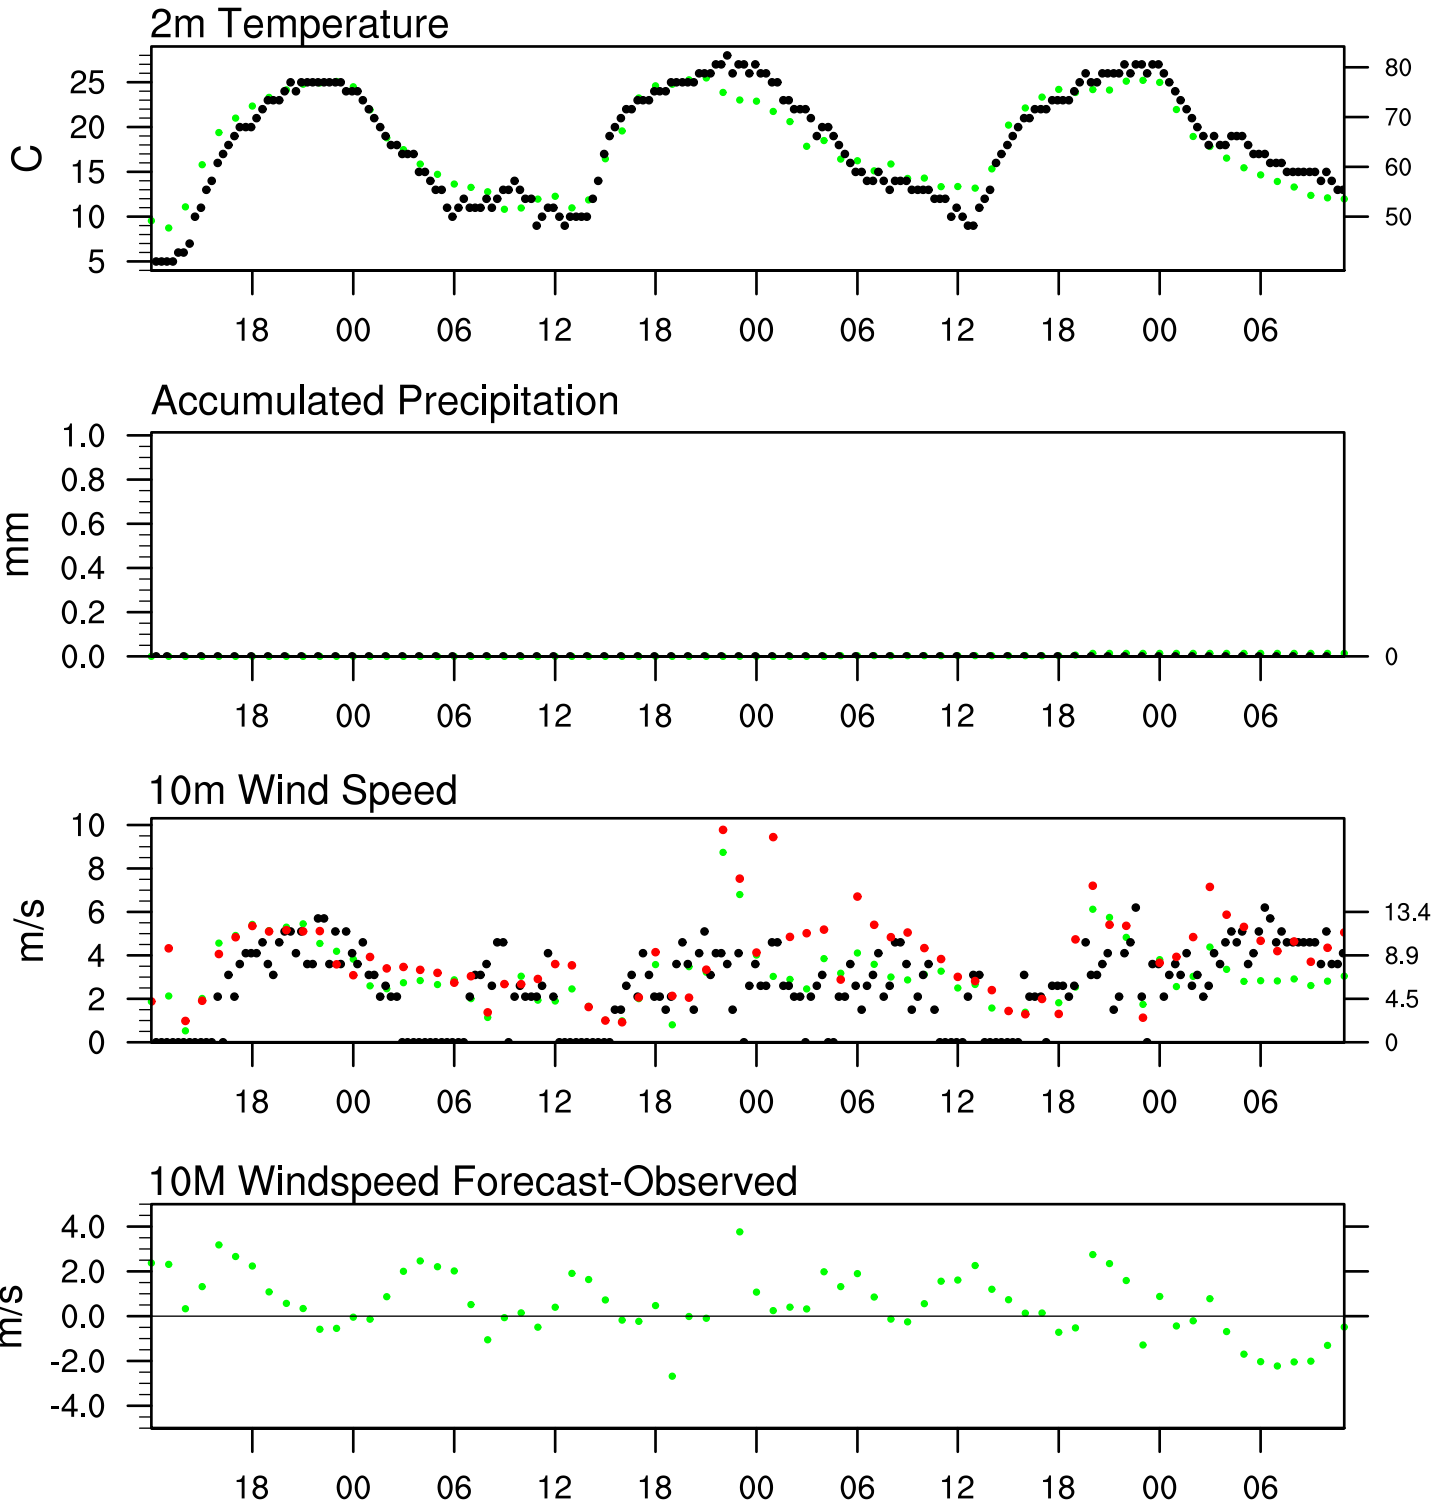 2m Temperature
25
20
15
10
5
C
80
70
60
50
18 00 06 12 18 00 06 12 18 00 06
Accumulated Precipitation
1.0
0.8
0.6
0.4
0.2
0.0
mm
0
18 00 06 12 18 00 06 12 18 00 06
10m Wind Speed
10
8
6
4
2
0
m/s
13.4
8.9
4.5
0
18 00 06 12 18 00 06 12 18 00 06
10M Windspeed Forecast-Observed
4.0
2.0
0.0
-2.0
-4.0
m/s
18 00 06 12 18 00 06 12 18 00 06